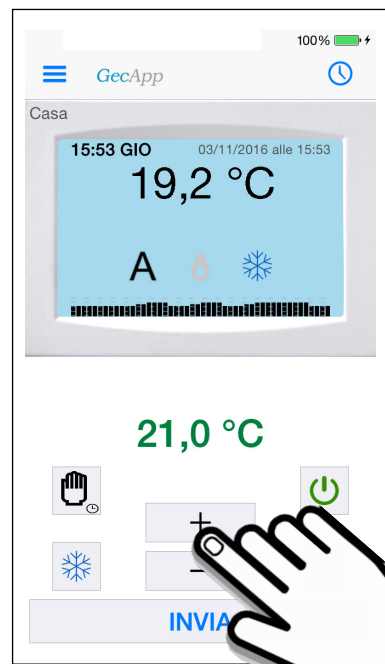 100%
GecApp
Casa
15:53 GIO 03/11/2016 alle 15:53
19,2 °C
A
21,0 °C
+
−
INVIA